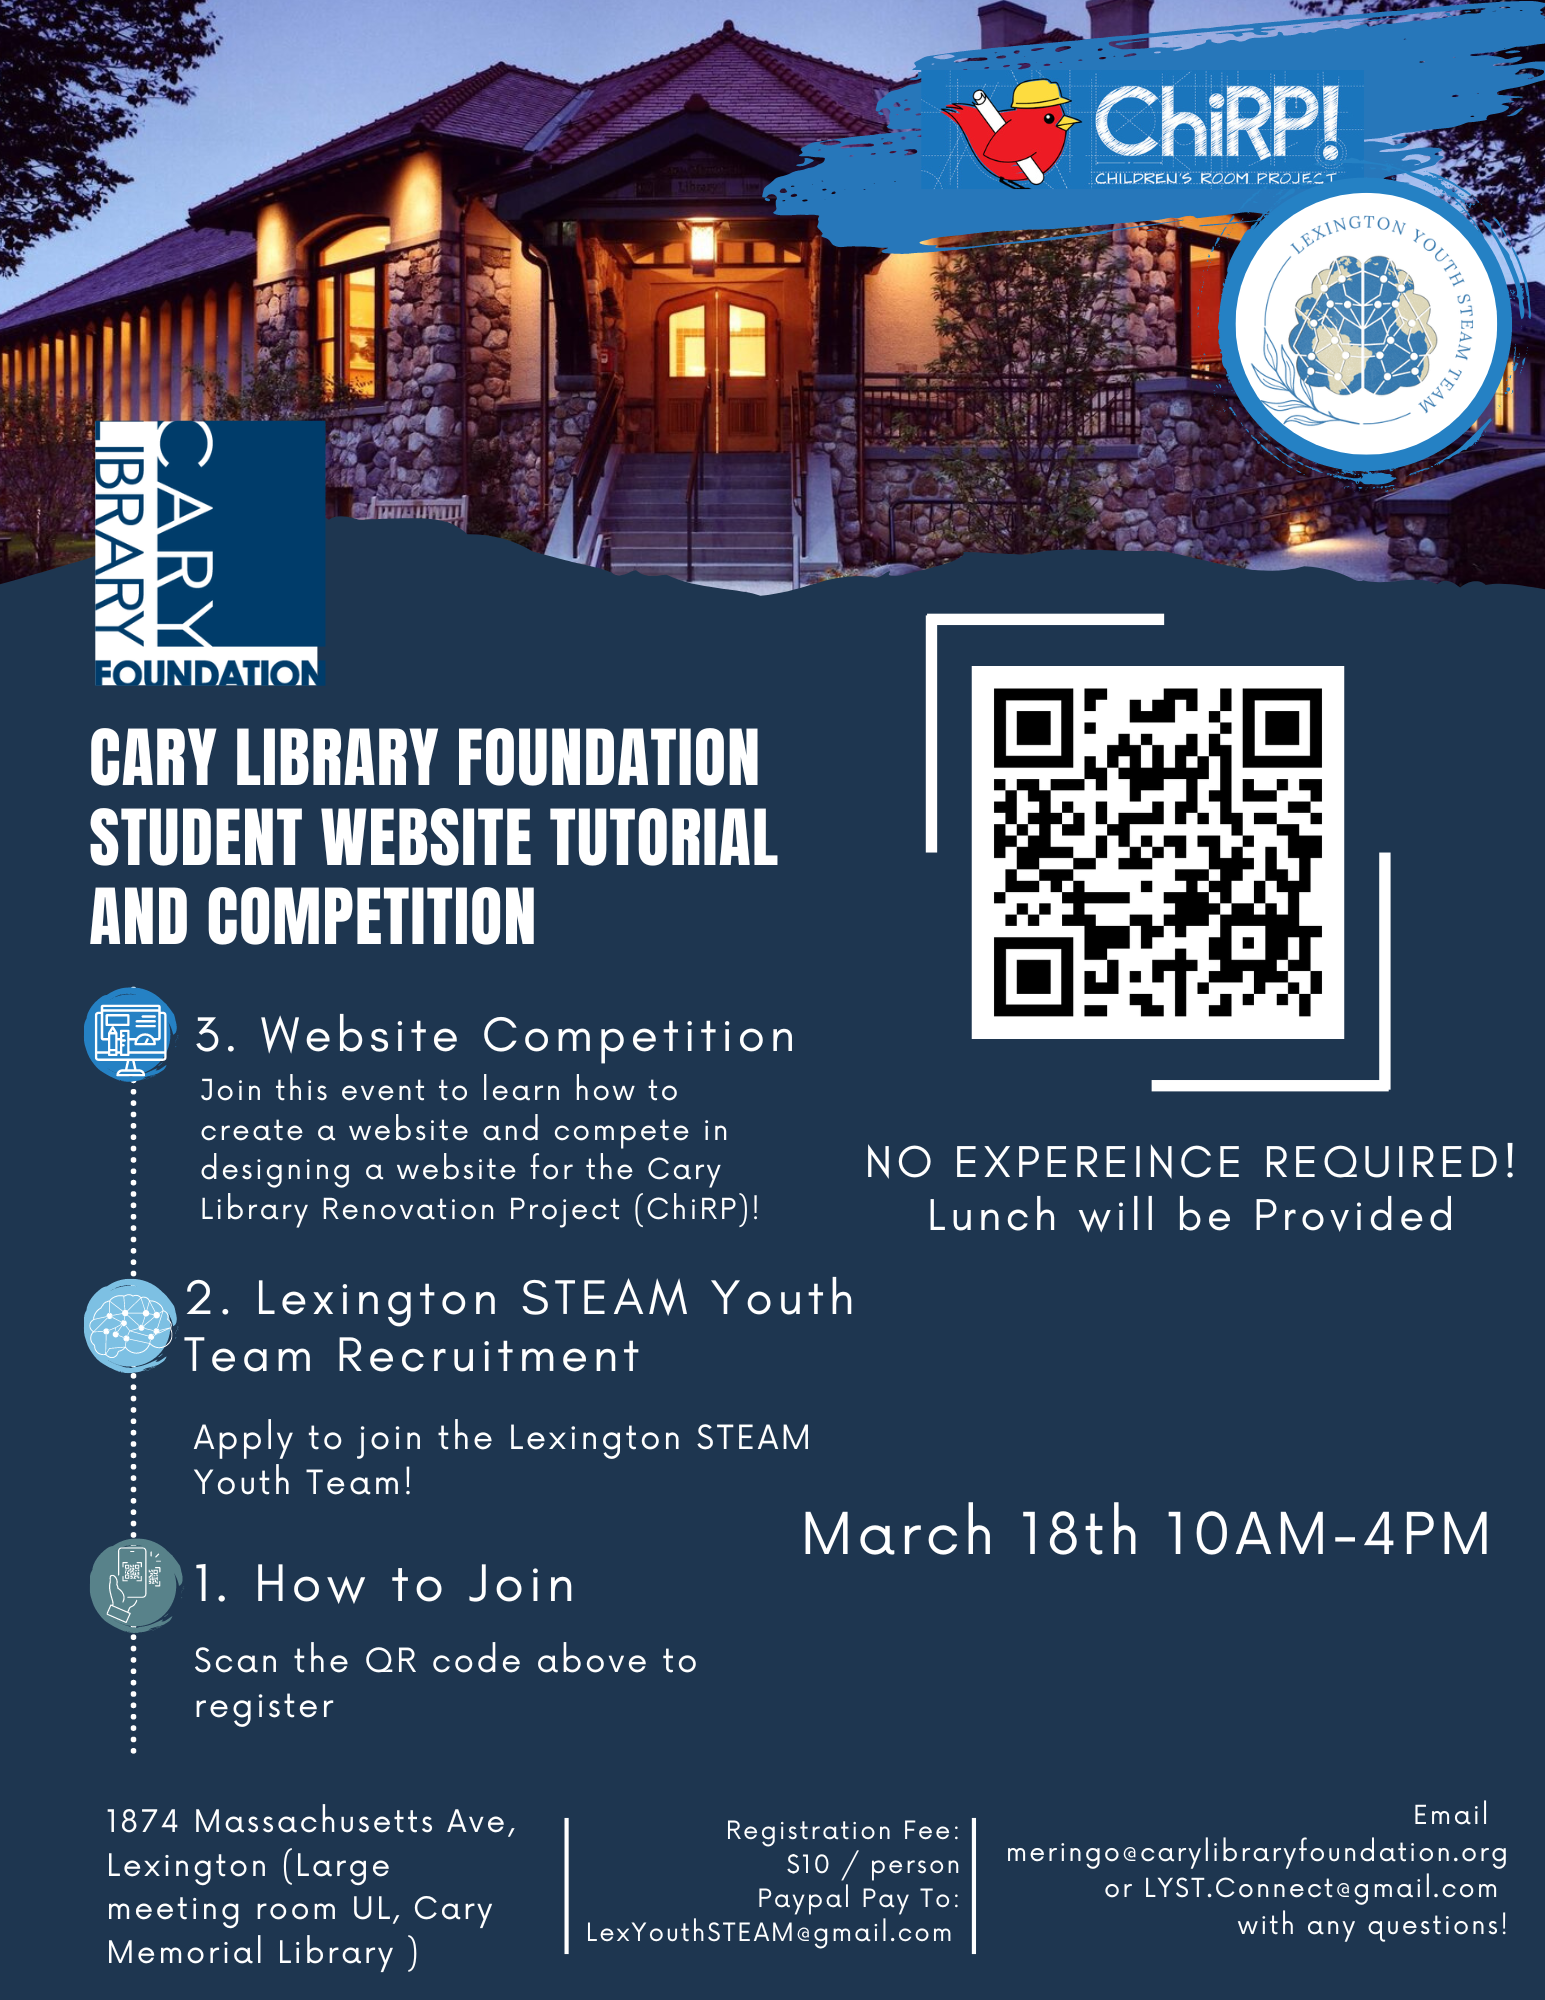 Library
ChiRP!
CHILDREN'S ROOM PROJECT
LEXINGTON YOUTH STEAM TEAM
CARY
LIBRARY
FOUNDATION
CARY LIBRARY FOUNDATION
STUDENT WEBSITE TUTORIAL
AND COMPETITION
3. Website Competition
Join this event to learn how to
create a website and compete in
designing a website for the Cary
Library Renovation Project (ChiRP)!
NO EXPEREINCE REQUIRED!
Lunch will be Provided
2. Lexington STEAM Youth
Team Recruitment
Apply to join the Lexington STEAM
Youth Team!
March 18th 10AM-4PM
1. How to Join
Scan the QR code above to
register
1874 Massachusetts Ave,
Lexington (Large
meeting room UL, Cary
Memorial Library )
Registration Fee:
S10 / person
Paypal Pay To:
LexYouthSTEAM@gmail.com
Email
meringo@carylibraryfoundation.org
or LYST.Connect@gmail.com
with any questions!